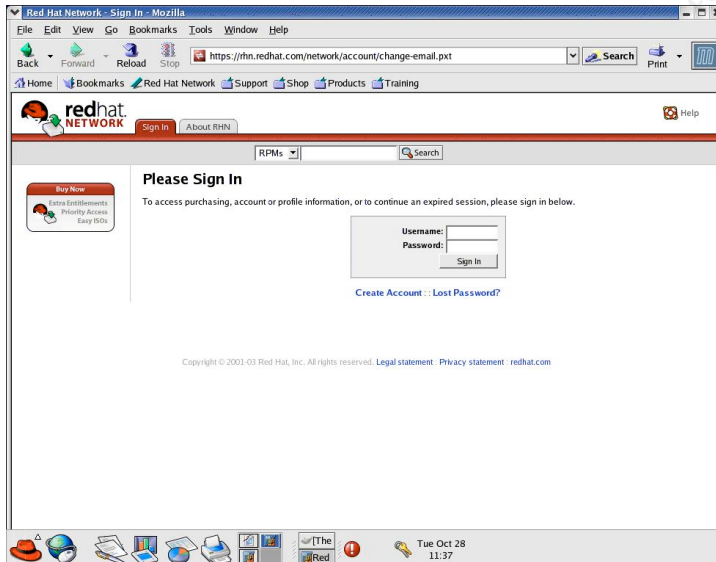 Red Hat Network - Sign In - Mozilla
File Edit View Go Bookmarks Tools Window Help
Back Forward Reload Stop https://rhn.redhat.com/network/account/change-email.pxt Search Print
Home Bookmarks Red Hat Network Support Shop Products Training
redhat.
NETWORK
Sign In About RHN
Help
RPMs Search
Buy Now
Extra Entitlements
Priority Access
Easy ISOs
Please Sign In
To access purchasing, account or profile information, or to continue an expired session, please sign in below.
Username:
Password:
Sign In
Create Account : : Lost Password?
Copyright © 2001-03 Red Hat, Inc. All rights reserved. Legal statement : Privacy statement : redhat.com
[The
Red
Tue Oct 28
11:37